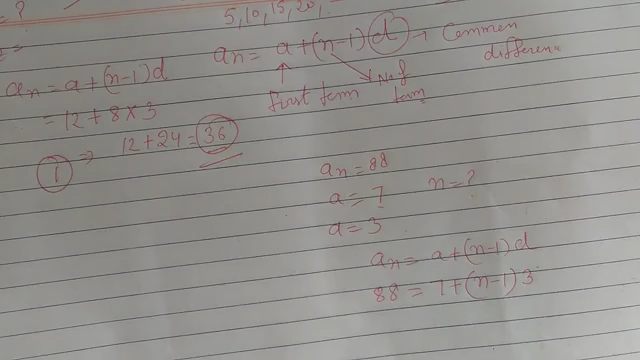 = ?
5, 10, 15, 20, .
aₙ = a + (n-1) d → Common difference
↑ first term
No. of term
aₙ = a + (n-1) d
= 12 + 8 × 3
① ⇒ 12 + 24 = 36
aₙ = 88
a = 7 n = ?
d = 3
aₙ = a + (n-1) d
88 = 7 + (n-1) 3